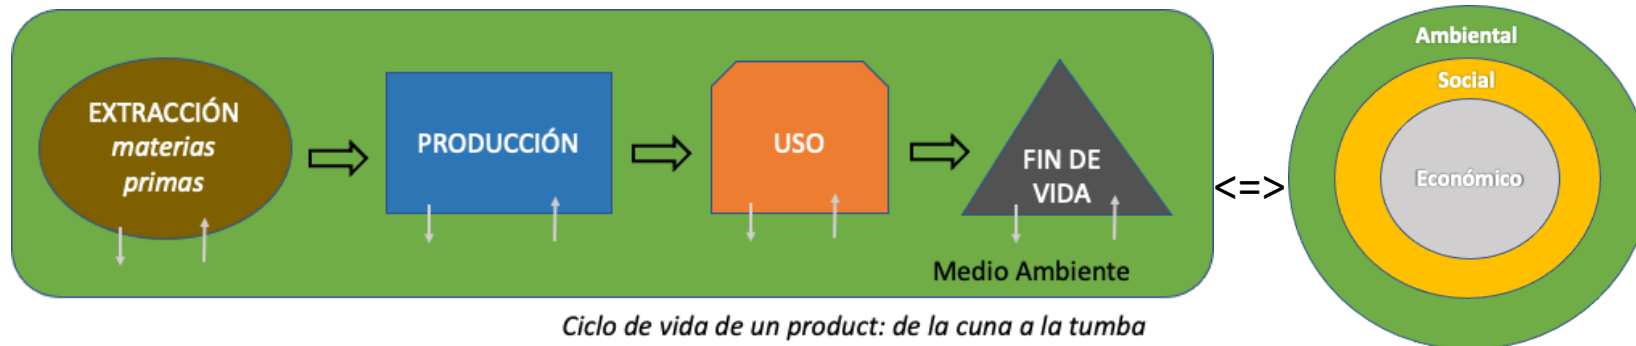 EXTRACCIÓN
materias
primas
PRODUCCIÓN
USO
FIN DE
VIDA
Medio Ambiente
<=>
Ambiental
Social
Económico
Ciclo de vida de un product: de la cuna a la tumba